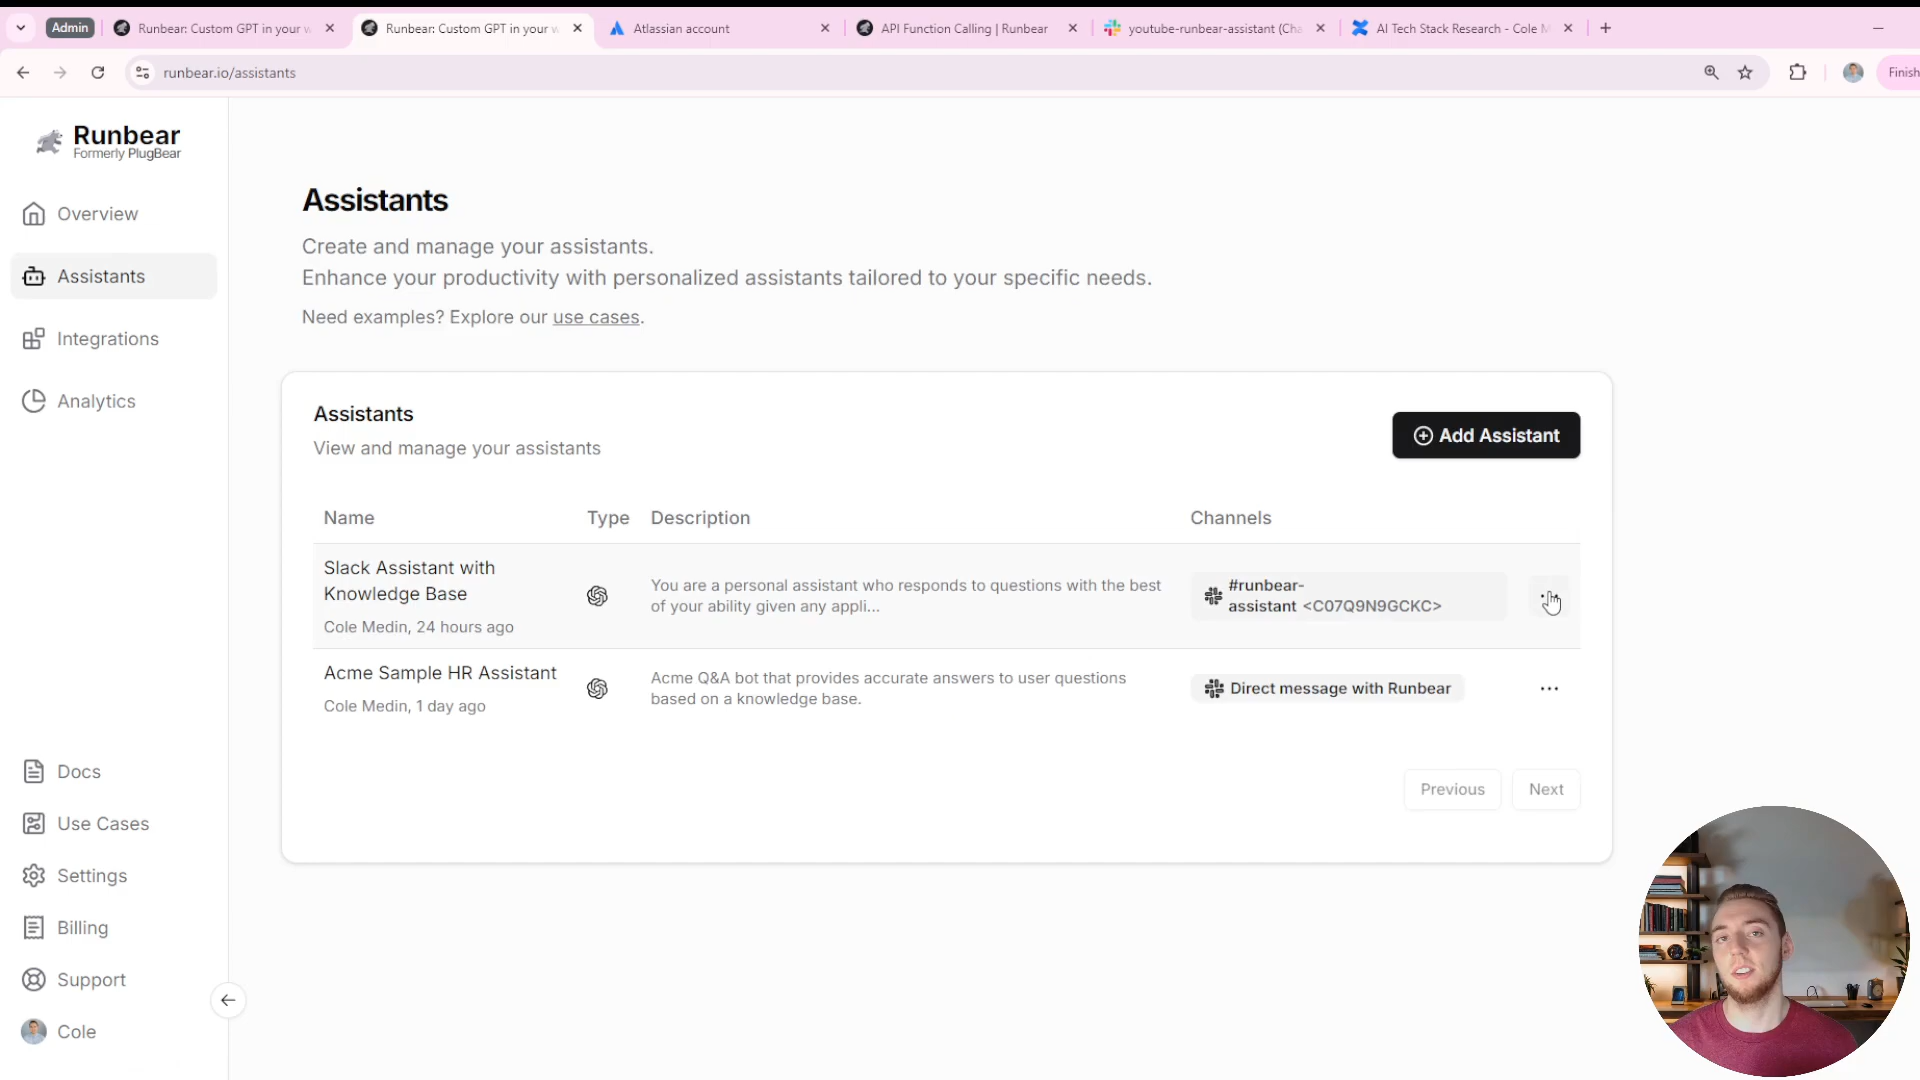 Admin
Runbear: Custom GPT in your w
Runbear: Custom GPT in your w
Atlassian account
API Function Calling | Runbear
youtube-runbear-assistant (Cha
AI Tech Stack Research - Cole M
runbear.io/assistants
Finish
Runbear
Formerly PlugBear
Overview
Assistants
Integrations
Analytics
Docs
Use Cases
Settings
Billing
Support
Cole
Assistants
Create and manage your assistants.
Enhance your productivity with personalized assistants tailored to your specific needs.
Need examples? Explore our use cases.
Assistants
View and manage your assistants
Add Assistant
Name
Type
Description
Channels
Slack Assistant with
Knowledge Base
Cole Medin, 24 hours ago
You are a personal assistant who responds to questions with the best
of your ability given any appli...
#runbear-
assistant <C07Q9N9GCKC>
Acme Sample HR Assistant
Cole Medin, 1 day ago
Acme Q&A bot that provides accurate answers to user questions
based on a knowledge base.
Direct message with Runbear
Previous
Next